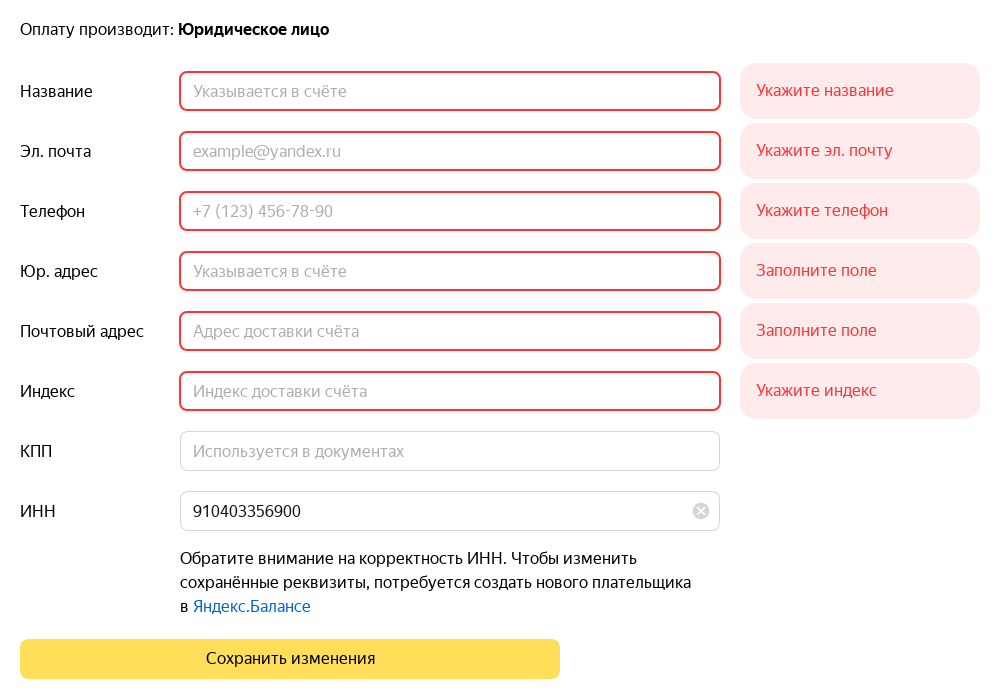 Оплату производит: Юридическое лицо
Название
Указывается в счёте
Укажите название
Эл. почта
example@yandex.ru
Укажите эл. почту
Телефон
+7 (123) 456-78-90
Укажите телефон
Юр. адрес
Указывается в счёте
Заполните поле
Почтовый адрес
Адрес доставки счёта
Заполните поле
Индекс
Индекс доставки счёта
Укажите индекс
КПП
Используется в документах
ИНН
910403356900
Обратите внимание на корректность ИНН. Чтобы изменить
сохранённые реквизиты, потребуется создать нового плательщика
в Яндекс.Балансе
Сохранить изменения